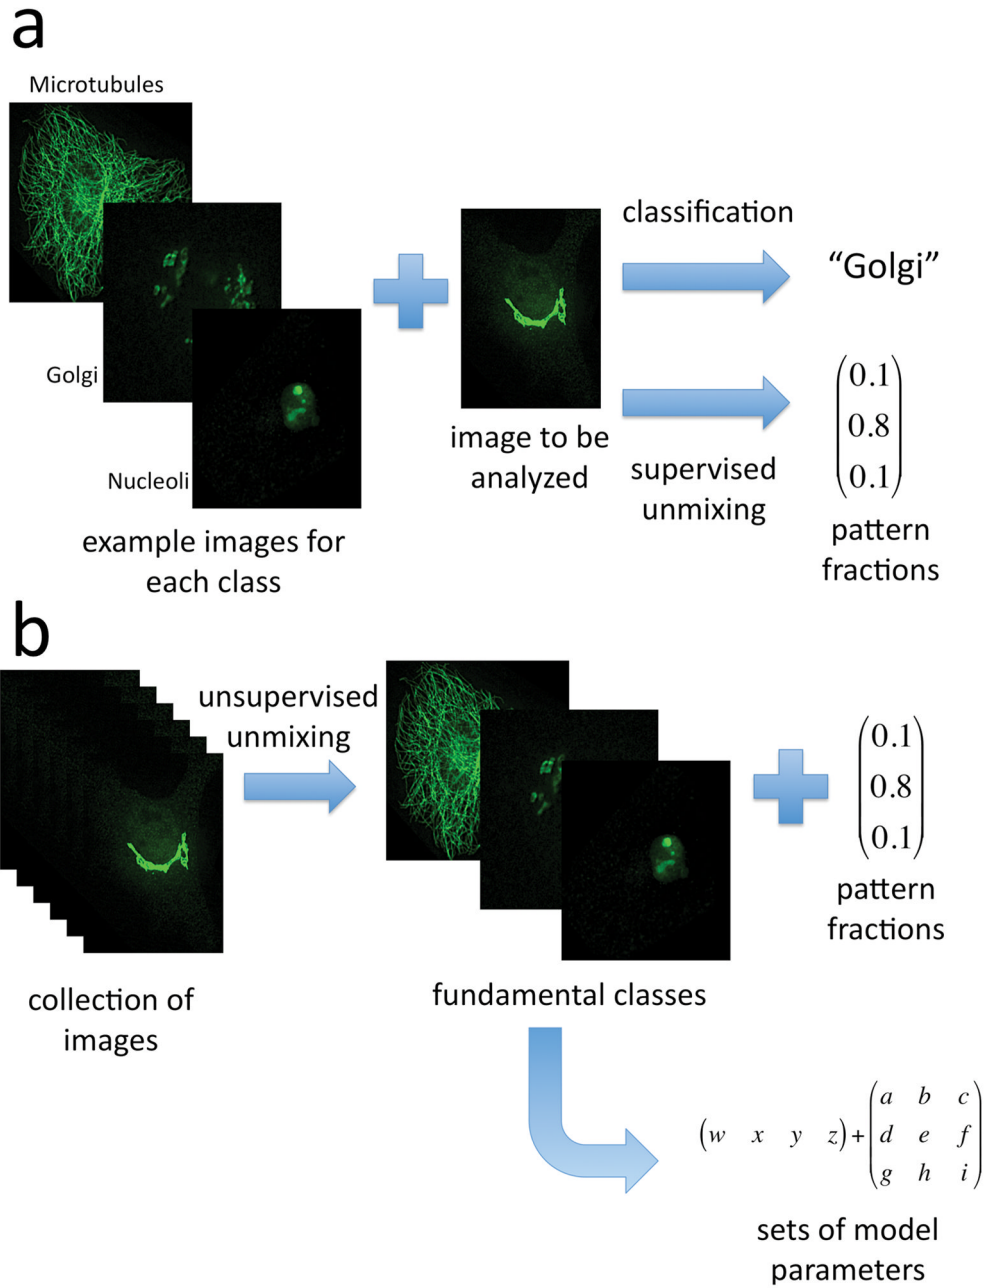 a
Microtubules
Golgi
Nucleoli
example images for
each class
image to be
analyzed
classification
“Golgi”
supervised
unmixing
0.1
0.8
0.1
pattern
fractions
b
unsupervised
unmixing
collection of
images
fundamental classes
0.1
0.8
0.1
pattern
fractions
(w x y z)+
a b c
d e f
g h i
sets of model
parameters